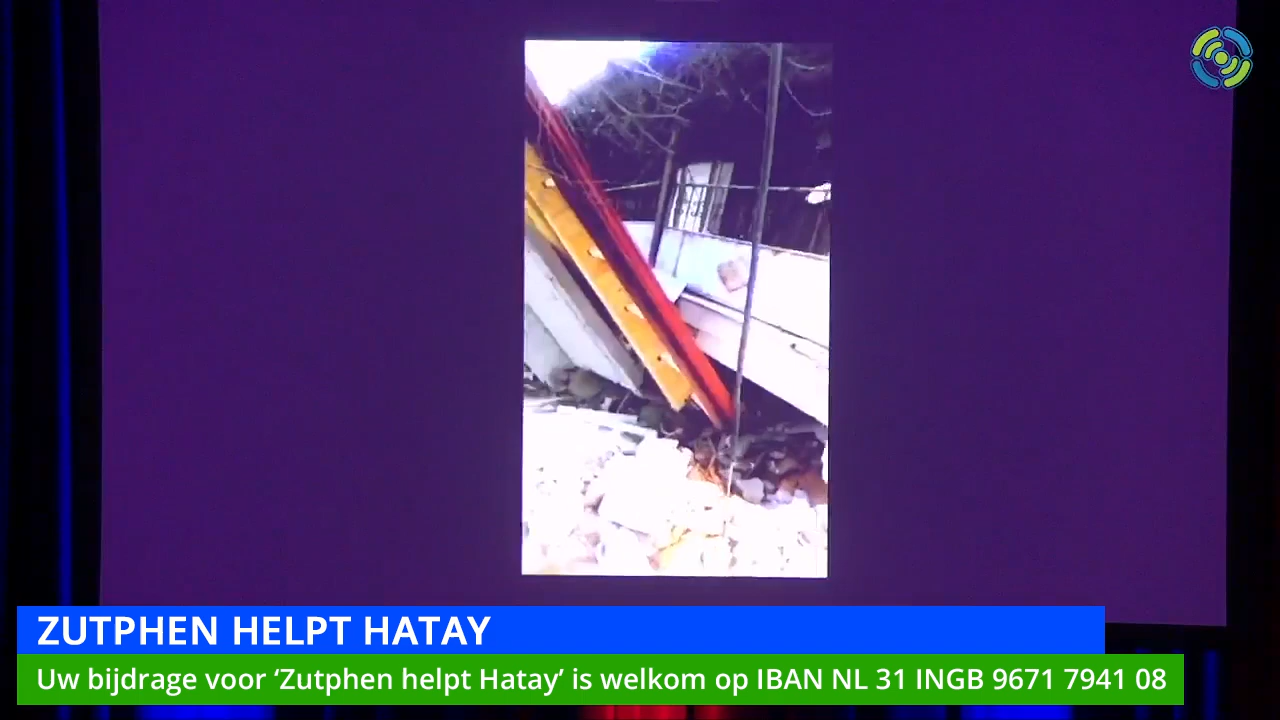 ZUTPHEN HELPT HATAY
Uw bijdrage voor ‘Zutphen helpt Hatay’ is welkom op IBAN NL 31 INGB 9671 7941 08